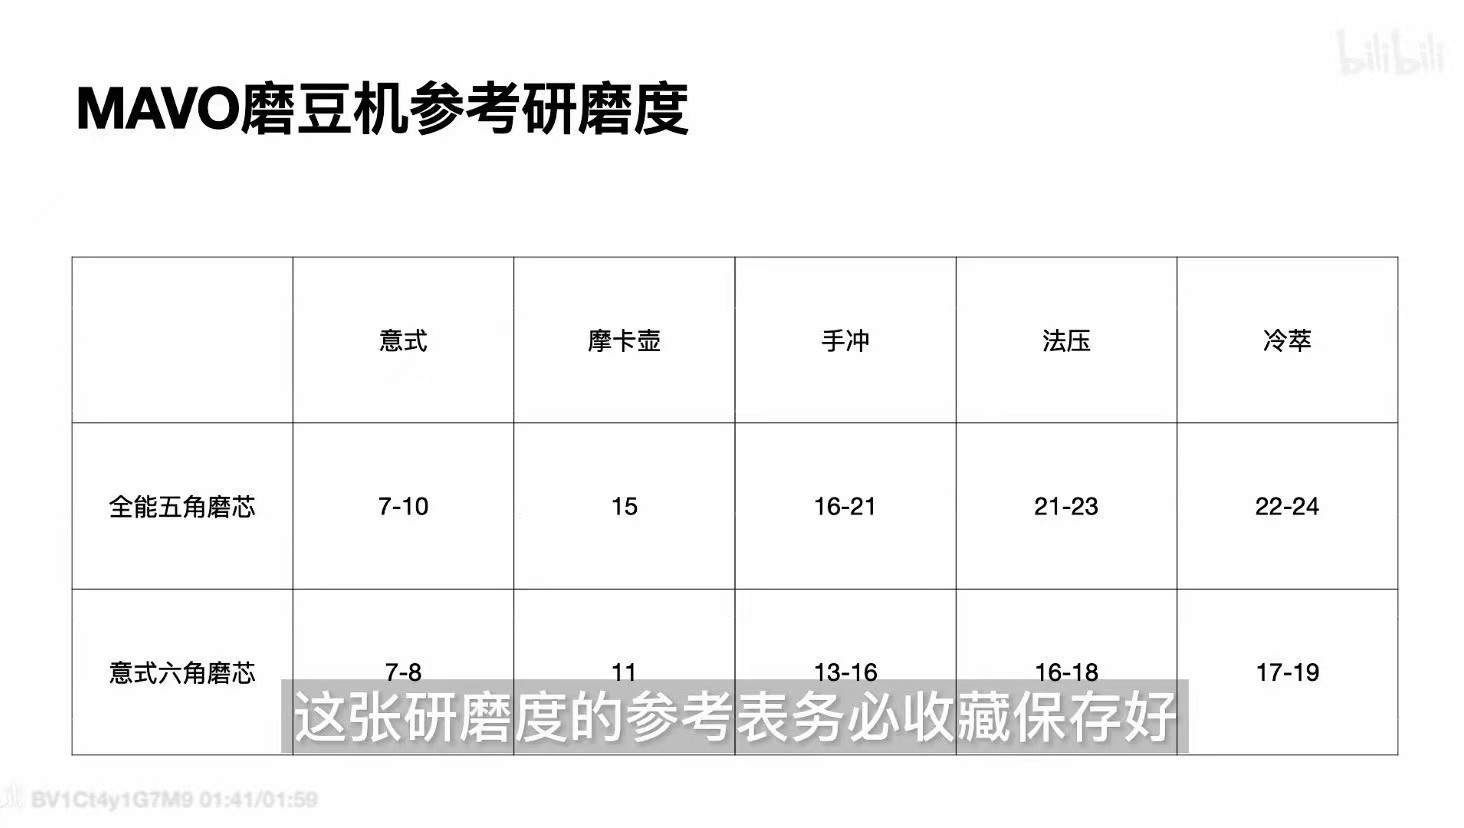 bilibili
MAVO磨豆机参考研磨度
意式 摩卡壶 手冲 法压 冷萃
全能五角磨芯 7-10 15 16-21 21-23 22-24
意式六角磨芯 7-8 11 13-16 16-18 17-19
这张研磨度的参考表务必收藏保存好
BV1Ct4y1G7M9 01:41/01:59